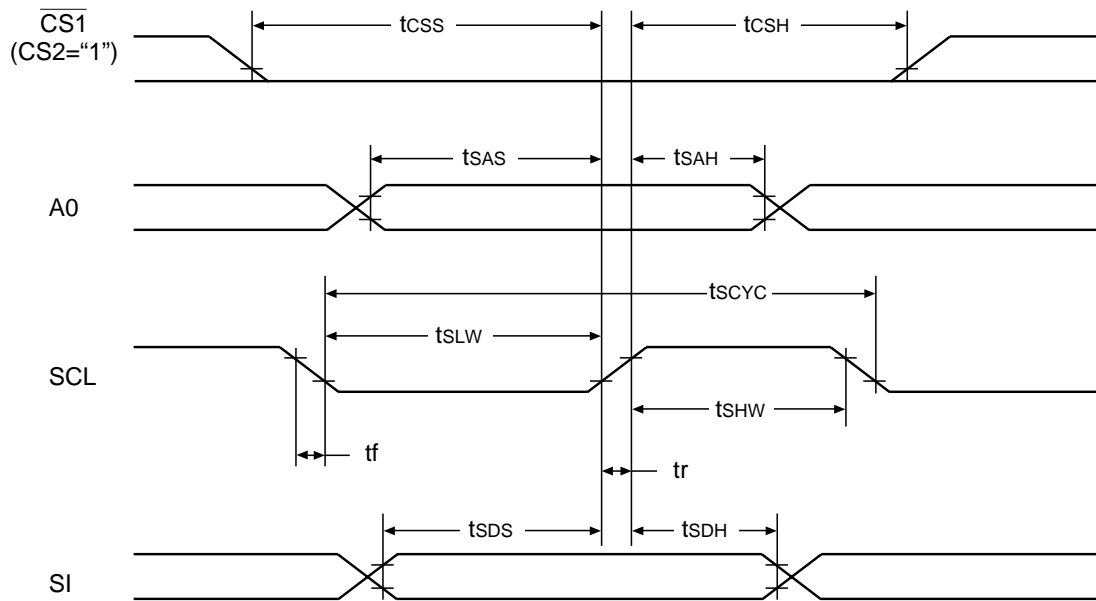 CS1 tCSS tCSH
(CS2=“1”)
tSAS tSAH
A0
tSCYC
tSLW
SCL
tSHW
tf tr
tSDS tSDH
SI